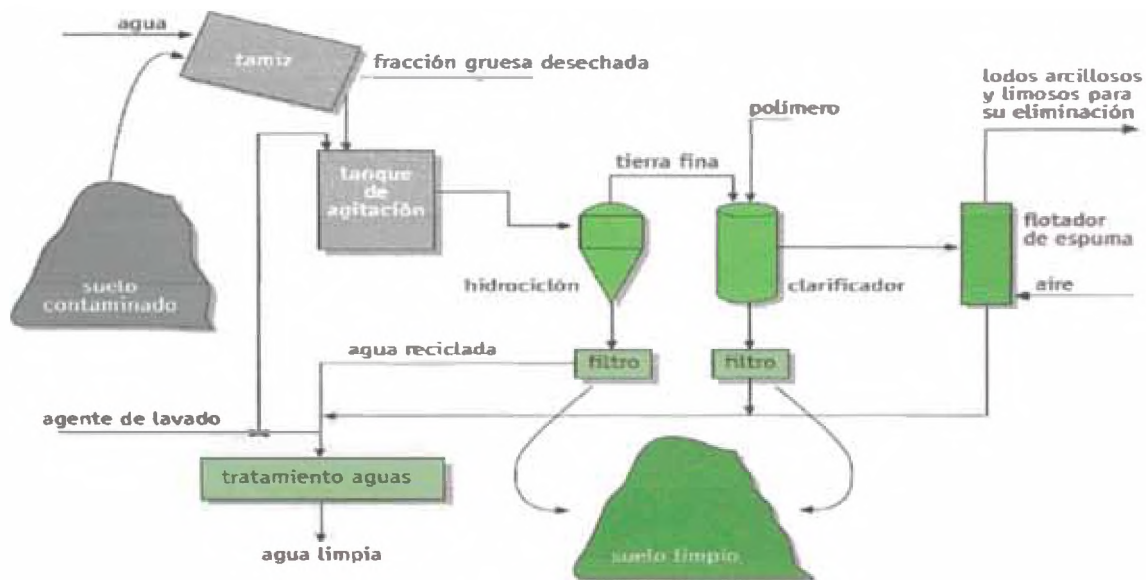 agua
tamiz
fracción gruesa desechada
lodos arcillosos
y limosos para
su eliminación
polímero
tierra fina
tanque
de
agitación
flotador
de espuma
suelo
contaminado
hidrociclón
clarificador
aire
agua reciclada
filtro
filtro
agente de lavado
tratamiento aguas
agua limpia
suelo limpio